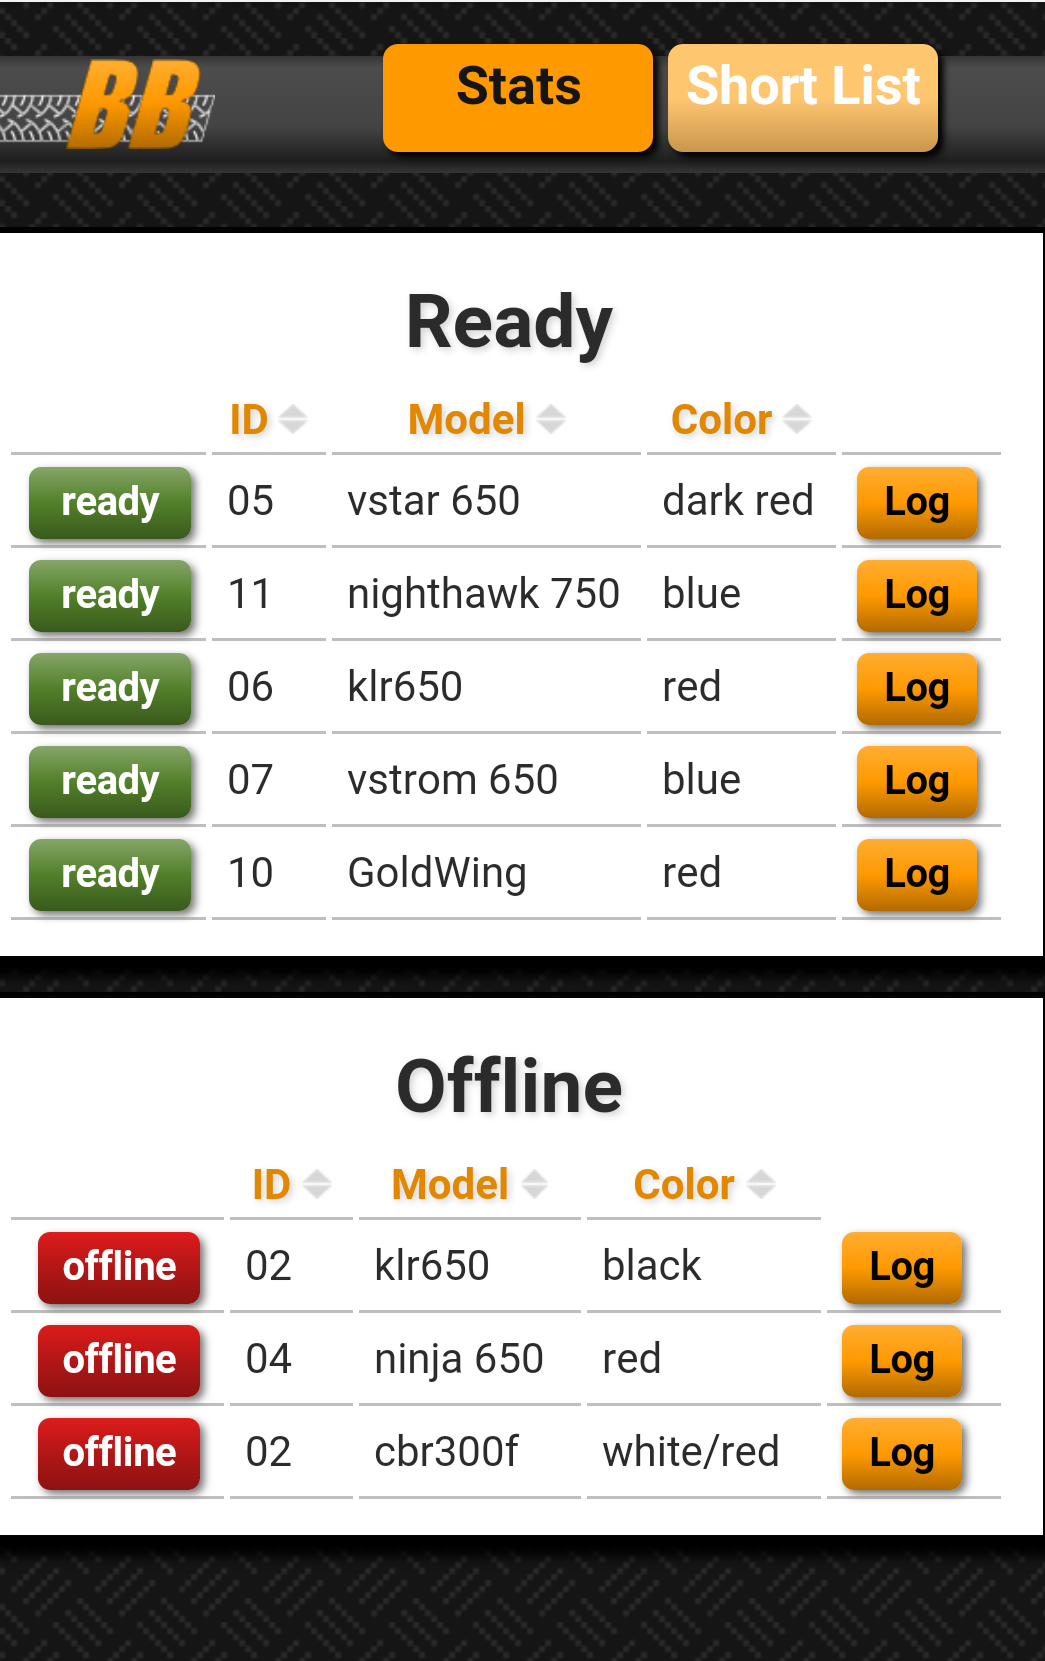 BB
Stats Short List
Ready
ID Model Color
ready 05 vstar 650 dark red Log
ready 11 nighthawk 750 blue Log
ready 06 klr650 red Log
ready 07 vstrom 650 blue Log
ready 10 GoldWing red Log
Offline
ID Model Color
offline 02 klr650 black Log
offline 04 ninja 650 red Log
offline 02 cbr300f white/red Log